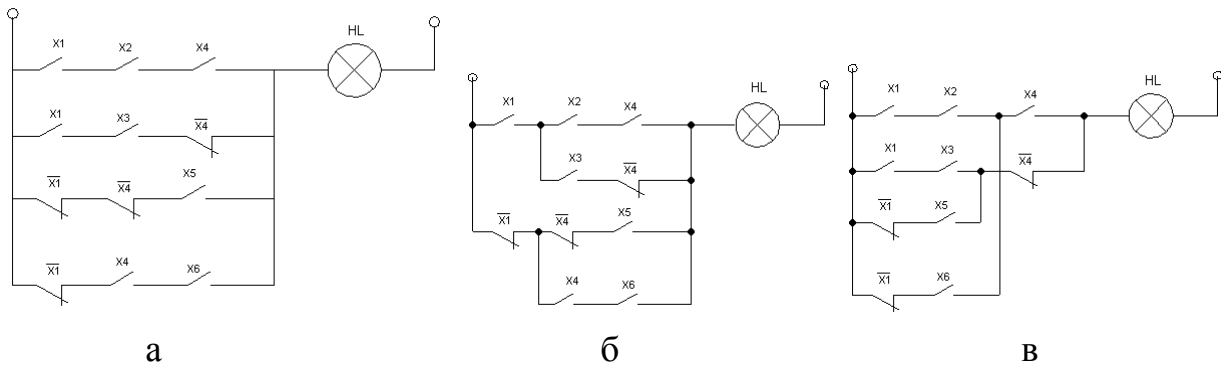 X1 X2 X4 HL
X1 X3 X̅4̅
X̅1̅ X̅4̅ X5
X̅1̅ X4 X6
а
X1 X2 X4 HL
X3 X̅4̅
X̅1̅ X̅4̅ X5
X4 X6
б
X1 X2 X4 HL
X1 X3 X̅4̅
X̅1̅ X5
X̅1̅ X6
в